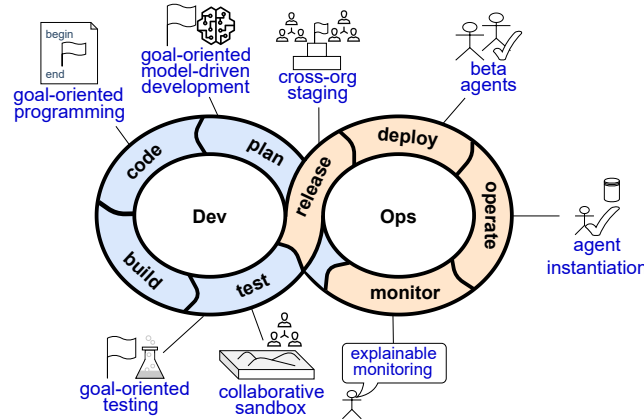 begin
end
goal-oriented
programming
goal-oriented
model-driven
development
cross-org
staging
beta
agents
code
plan
release
deploy
operate
Dev
Ops
build
test
monitor
agent
instantiation
goal-oriented
testing
collaborative
sandbox
explainable
monitoring